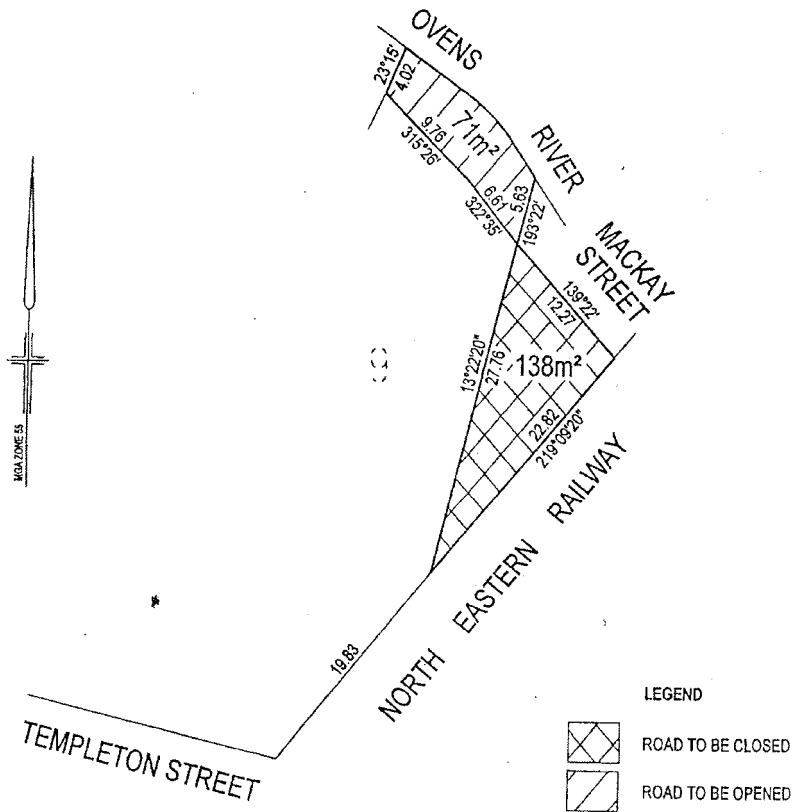 OVENS
RIVER
23°15'
4.02
71m²
9.76
315°26'
6.61
322°35'
5.63
193°22'
MACKAY
STREET
139°22'
12.27
13°22'20"
27.76
138m²
22.82
219°09'20"
MGA ZONE 55
NORTH EASTERN RAILWAY
19.83
TEMPLETON STREET
LEGEND
ROAD TO BE CLOSED
ROAD TO BE OPENED